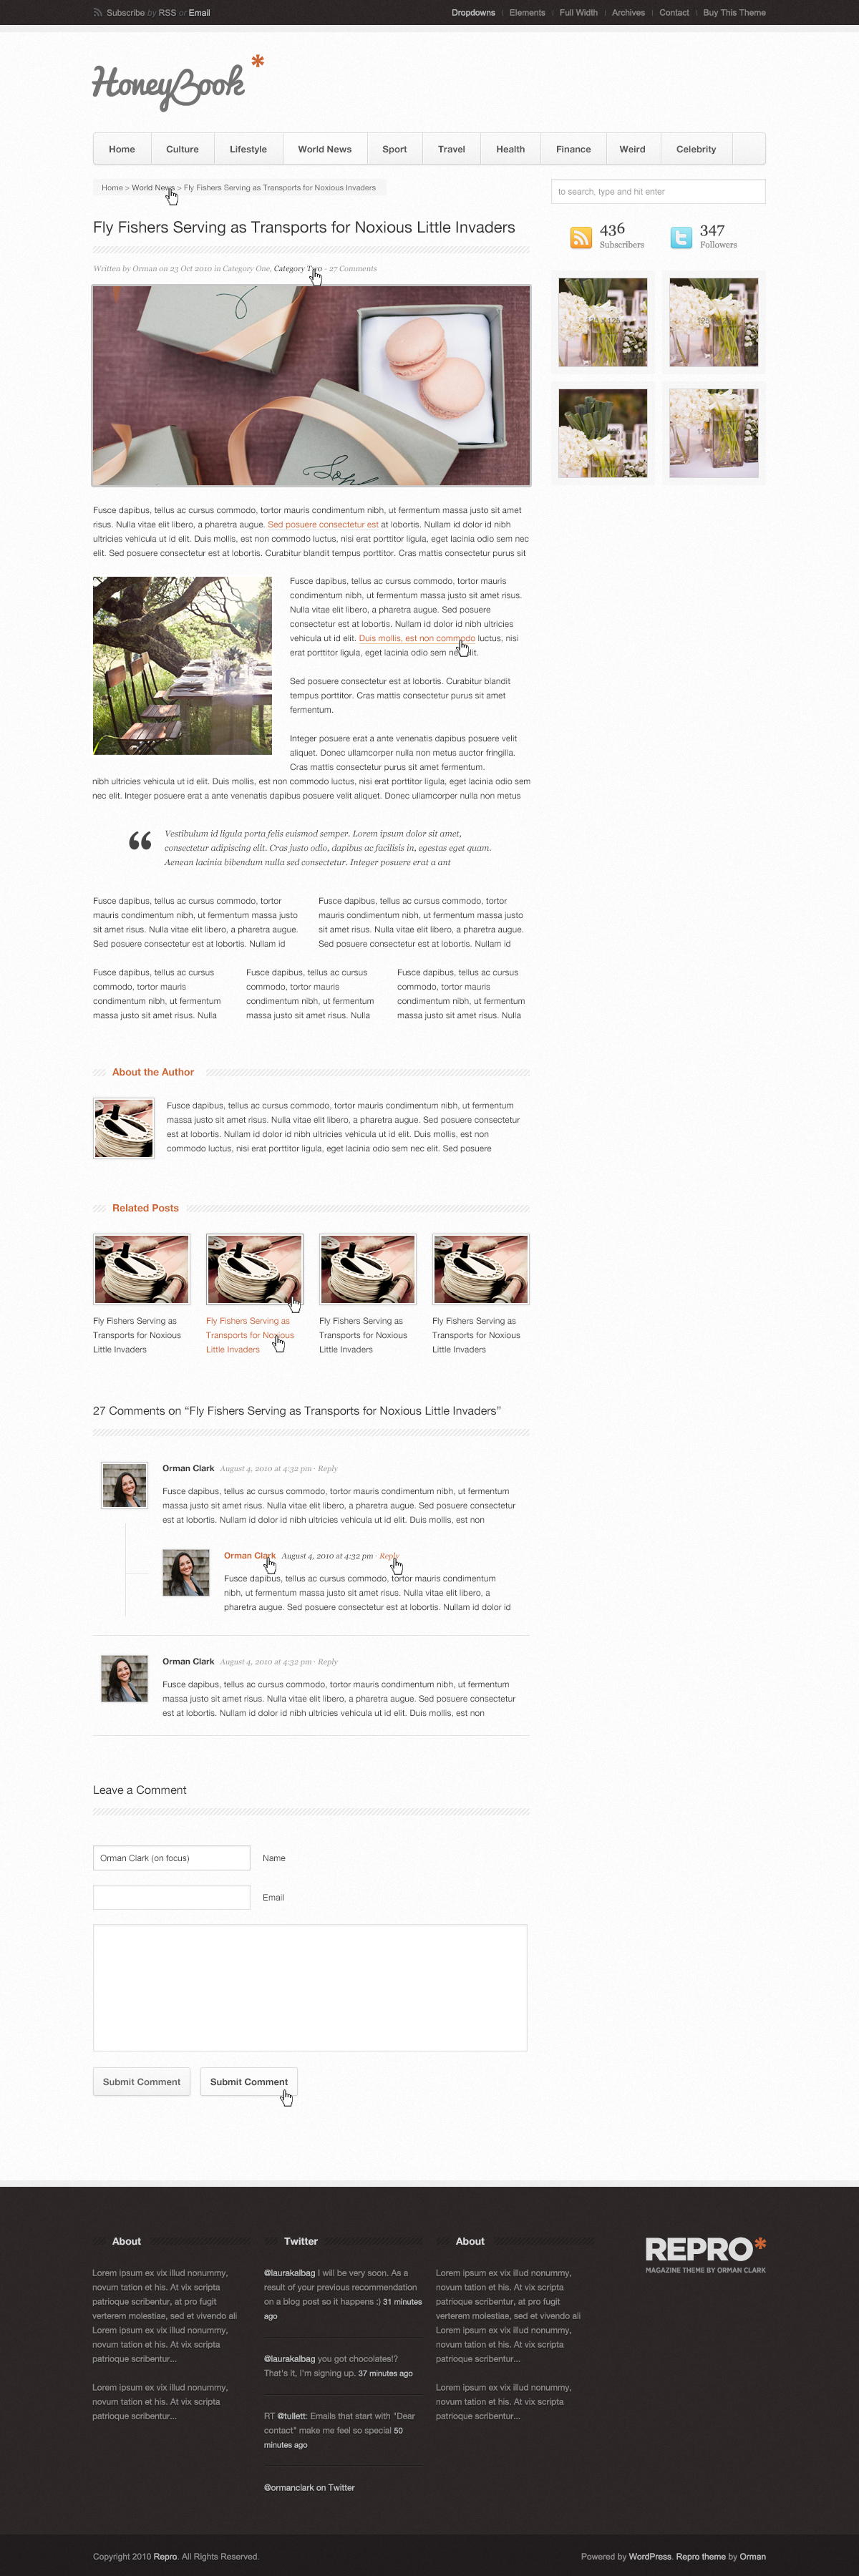 Subscribe by RSS or Email
Dropdowns | Elements | Full Width | Archives | Contact | Buy This Theme
HoneyBook*
Home Culture Lifestyle World News Sport Travel Health Finance Weird Celebrity
Home > World News > Fly Fishers Serving as Transports for Noxious Invaders
to search, type and hit enter
Fly Fishers Serving as Transports for Noxious Little Invaders
436
Subscribers
347
Followers
Written by Orman on 23 Oct 2010 in Category One, Category Two - 27 Comments
Fusce dapibus, tellus ac cursus commodo, tortor mauris condimentum nibh, ut fermentum massa justo sit amet
risus. Nulla vitae elit libero, a pharetra augue. Sed posuere consectetur est at lobortis. Nullam id dolor id nibh
ultricies vehicula ut id elit. Duis mollis, est non commodo luctus, nisi erat porttitor ligula, eget lacinia odio sem nec
elit. Sed posuere consectetur est at lobortis. Curabitur blandit tempus porttitor. Cras mattis consectetur purus sit
Fusce dapibus, tellus ac cursus commodo, tortor mauris
condimentum nibh, ut fermentum massa justo sit amet risus.
Nulla vitae elit libero, a pharetra augue. Sed posuere
consectetur est at lobortis. Nullam id dolor id nibh ultricies
vehicula ut id elit. Duis mollis, est non commodo luctus, nisi
erat porttitor ligula, eget lacinia odio sem nec elit.
Sed posuere consectetur est at lobortis. Curabitur blandit
tempus porttitor. Cras mattis consectetur purus sit amet
fermentum.
Integer posuere erat a ante venenatis dapibus posuere velit
aliquet. Donec ullamcorper nulla non metus auctor fringilla.
Cras mattis consectetur purus sit amet fermentum.
nibh ultricies vehicula ut id elit. Duis mollis, est non commodo luctus, nisi erat porttitor ligula, eget lacinia odio sem
nec elit. Integer posuere erat a ante venenatis dapibus posuere velit aliquet. Donec ullamcorper nulla non metus
“ Vestibulum id ligula porta felis euismod semper. Lorem ipsum dolor sit amet,
consectetur adipiscing elit. Cras justo odio, dapibus ac facilisis in, egestas eget quam.
Aenean lacinia bibendum nulla sed consectetur. Integer posuere erat a ant
Fusce dapibus, tellus ac cursus commodo, tortor
mauris condimentum nibh, ut fermentum massa justo
sit amet risus. Nulla vitae elit libero, a pharetra augue.
Sed posuere consectetur est at lobortis. Nullam id
Fusce dapibus, tellus ac cursus commodo, tortor
mauris condimentum nibh, ut fermentum massa justo
sit amet risus. Nulla vitae elit libero, a pharetra augue.
Sed posuere consectetur est at lobortis. Nullam id
Fusce dapibus, tellus ac cursus
commodo, tortor mauris
condimentum nibh, ut fermentum
massa justo sit amet risus. Nulla
Fusce dapibus, tellus ac cursus
commodo, tortor mauris
condimentum nibh, ut fermentum
massa justo sit amet risus. Nulla
Fusce dapibus, tellus ac cursus
commodo, tortor mauris
condimentum nibh, ut fermentum
massa justo sit amet risus. Nulla
About the Author
Fusce dapibus, tellus ac cursus commodo, tortor mauris condimentum nibh, ut fermentum
massa justo sit amet risus. Nulla vitae elit libero, a pharetra augue. Sed posuere consectetur
est at lobortis. Nullam id dolor id nibh ultricies vehicula ut id elit. Duis mollis, est non
commodo luctus, nisi erat porttitor ligula, eget lacinia odio sem nec elit. Sed posuere
Related Posts
Fly Fishers Serving as
Transports for Noxious
Little Invaders
Fly Fishers Serving as
Transports for Noxious
Little Invaders
Fly Fishers Serving as
Transports for Noxious
Little Invaders
Fly Fishers Serving as
Transports for Noxious
Little Invaders
27 Comments on “Fly Fishers Serving as Transports for Noxious Little Invaders”
Orman Clark August 4, 2010 at 4:32 pm · Reply
Fusce dapibus, tellus ac cursus commodo, tortor mauris condimentum nibh, ut fermentum
massa justo sit amet risus. Nulla vitae elit libero, a pharetra augue. Sed posuere consectetur
est at lobortis. Nullam id dolor id nibh ultricies vehicula ut id elit. Duis mollis, est non
Orman Clark August 4, 2010 at 4:32 pm · Reply
Fusce dapibus, tellus ac cursus commodo, tortor mauris condimentum
nibh, ut fermentum massa justo sit amet risus. Nulla vitae elit libero, a
pharetra augue. Sed posuere consectetur est at lobortis. Nullam id dolor id
Orman Clark August 4, 2010 at 4:32 pm · Reply
Fusce dapibus, tellus ac cursus commodo, tortor mauris condimentum nibh, ut fermentum
massa justo sit amet risus. Nulla vitae elit libero, a pharetra augue. Sed posuere consectetur
est at lobortis. Nullam id dolor id nibh ultricies vehicula ut id elit. Duis mollis, est non
Leave a Comment
Orman Clark (on focus) Name
Email
Submit Comment
Submit Comment
About
Lorem ipsum ex vix illud nonummy,
novum tation et his. At vix scripta
patrioque scribentur, at pro fugit
verterem molestiae, sed et vivendo ali
Lorem ipsum ex vix illud nonummy,
novum tation et his. At vix scripta
patrioque scribentur...
Lorem ipsum ex vix illud nonummy,
novum tation et his. At vix scripta
patrioque scribentur...
Twitter
@laurakalbag I will be very soon. As a
result of your previous recommendation
on a blog post so it happens :) 31 minutes
ago
@laurakalbag you got chocolates!?
That's it, I'm signing up. 37 minutes ago
RT @tullett: Emails that start with "Dear
contact" make me feel so special 50
minutes ago
@ormanclark on Twitter
About
Lorem ipsum ex vix illud nonummy,
novum tation et his. At vix scripta
patrioque scribentur, at pro fugit
verterem molestiae, sed et vivendo ali
Lorem ipsum ex vix illud nonummy,
novum tation et his. At vix scripta
patrioque scribentur...
Lorem ipsum ex vix illud nonummy,
novum tation et his. At vix scripta
patrioque scribentur...
REPRO*
MAGAZINE THEME BY ORMAN CLARK
Copyright 2010 Repro. All Rights Reserved.
Powered by WordPress. Repro theme by Orman